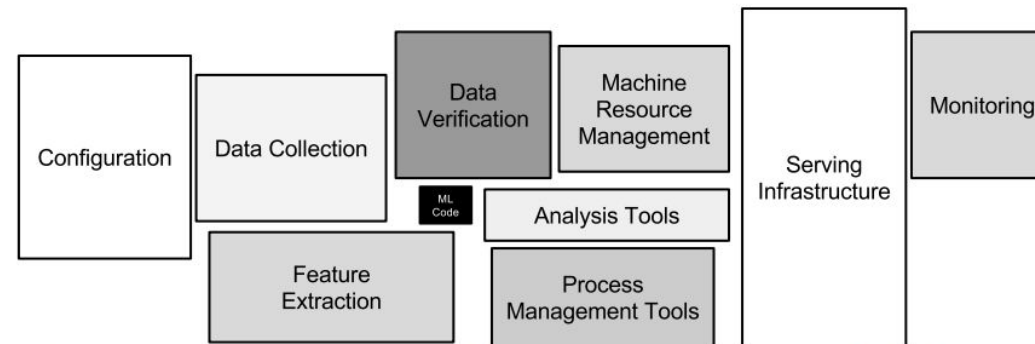 Configuration
Data Collection
Data
Verification
Machine
Resource
Management
Serving
Infrastructure
Monitoring
ML
Code
Analysis Tools
Feature
Extraction
Process
Management Tools